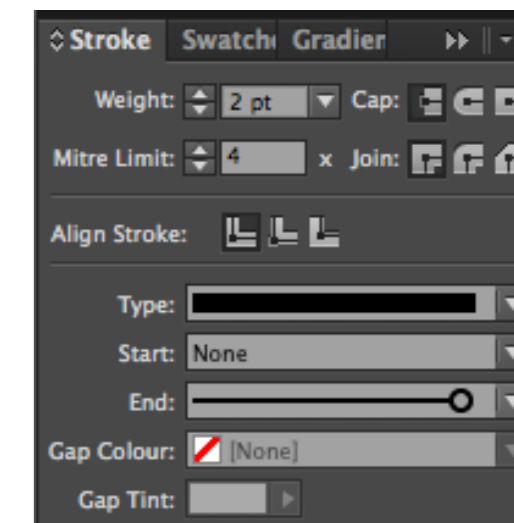 Stroke Swatche Gradier
Weight: 2 pt Cap:
Mitre Limit: 4 x Join:
Align Stroke:
Type:
Start: None
End:
Gap Colour: [None]
Gap Tint: